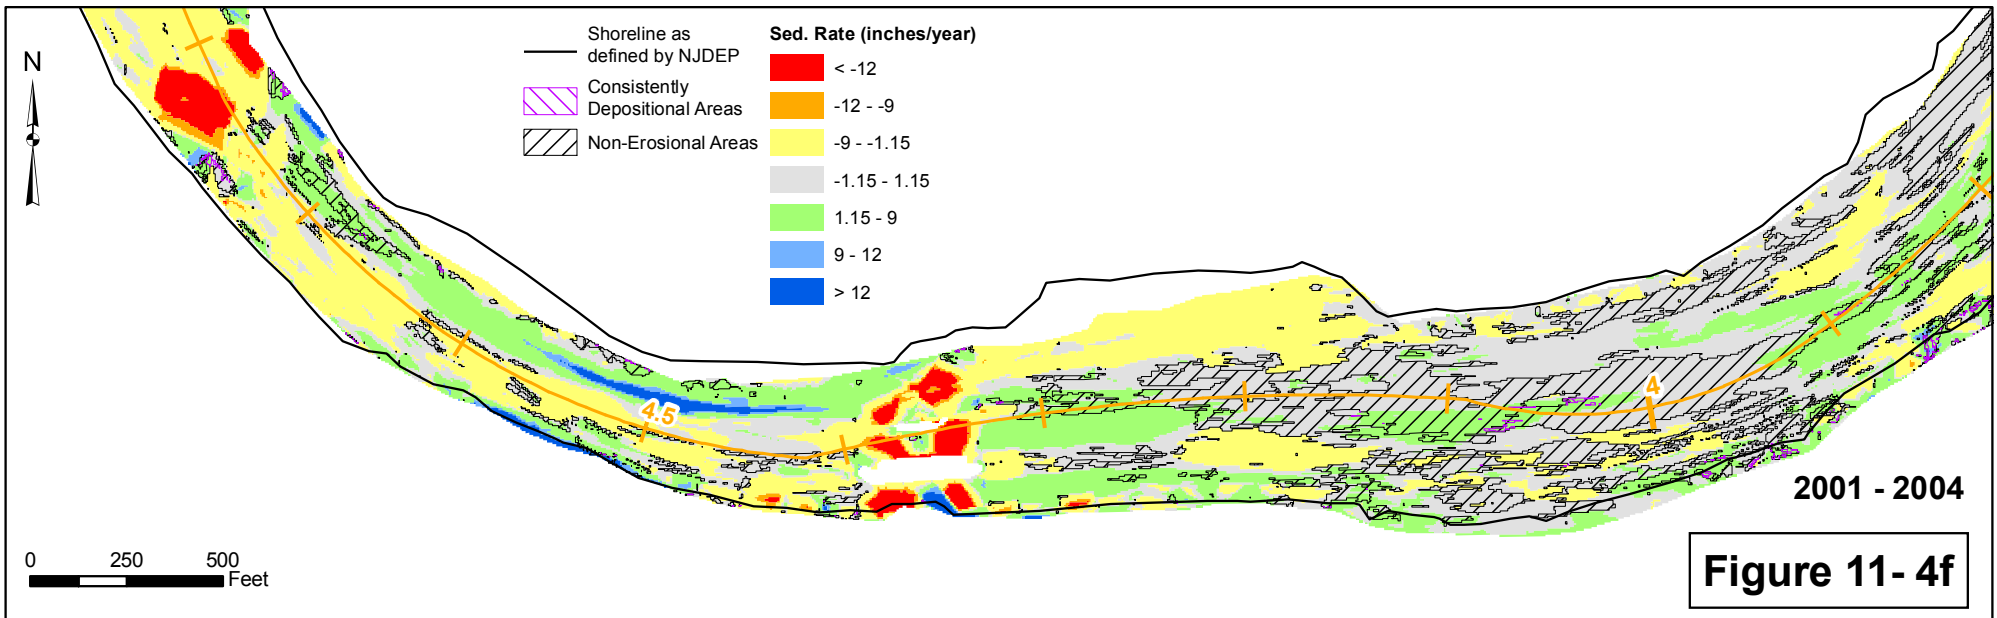 N
Shoreline as
defined by NJDEP
Consistently
Depositional Areas
Non-Erosional Areas
Sed. Rate (inches/year)
< -12
-12 - -9
-9 - -1.15
-1.15 - 1.15
1.15 - 9
9 - 12
> 12
4.5
4
2001 - 2004
0 250 500
Feet
Figure 11- 4f